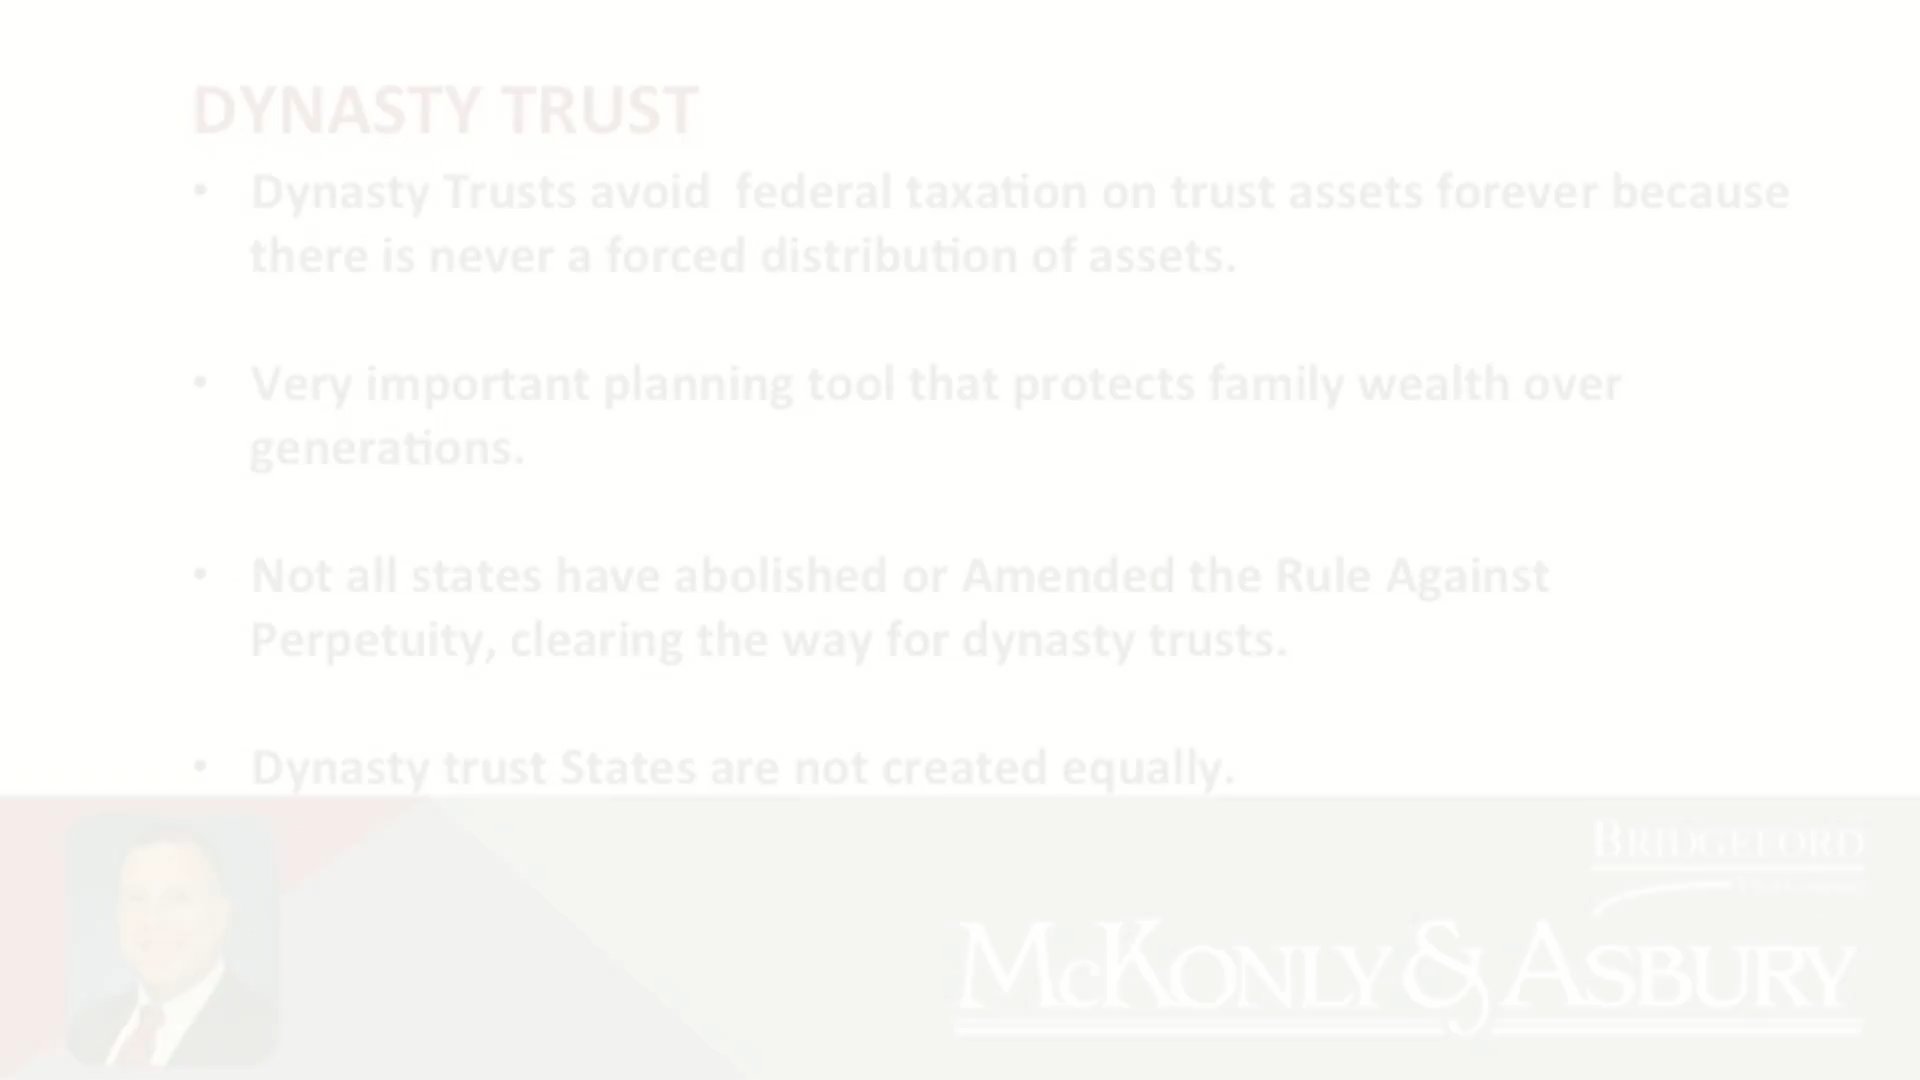 DYNASTY TRUST
• Dynasty Trusts avoid federal taxation on trust assets forever because
there is never a forced distribution of assets.
• Very important planning tool that protects family wealth over
generations.
• Not all states have abolished or Amended the Rule Against
Perpetuity, clearing the way for dynasty trusts.
• Dynasty trust States are not created equally.
BRIDGEFORD
MCKONLY & ASBURY